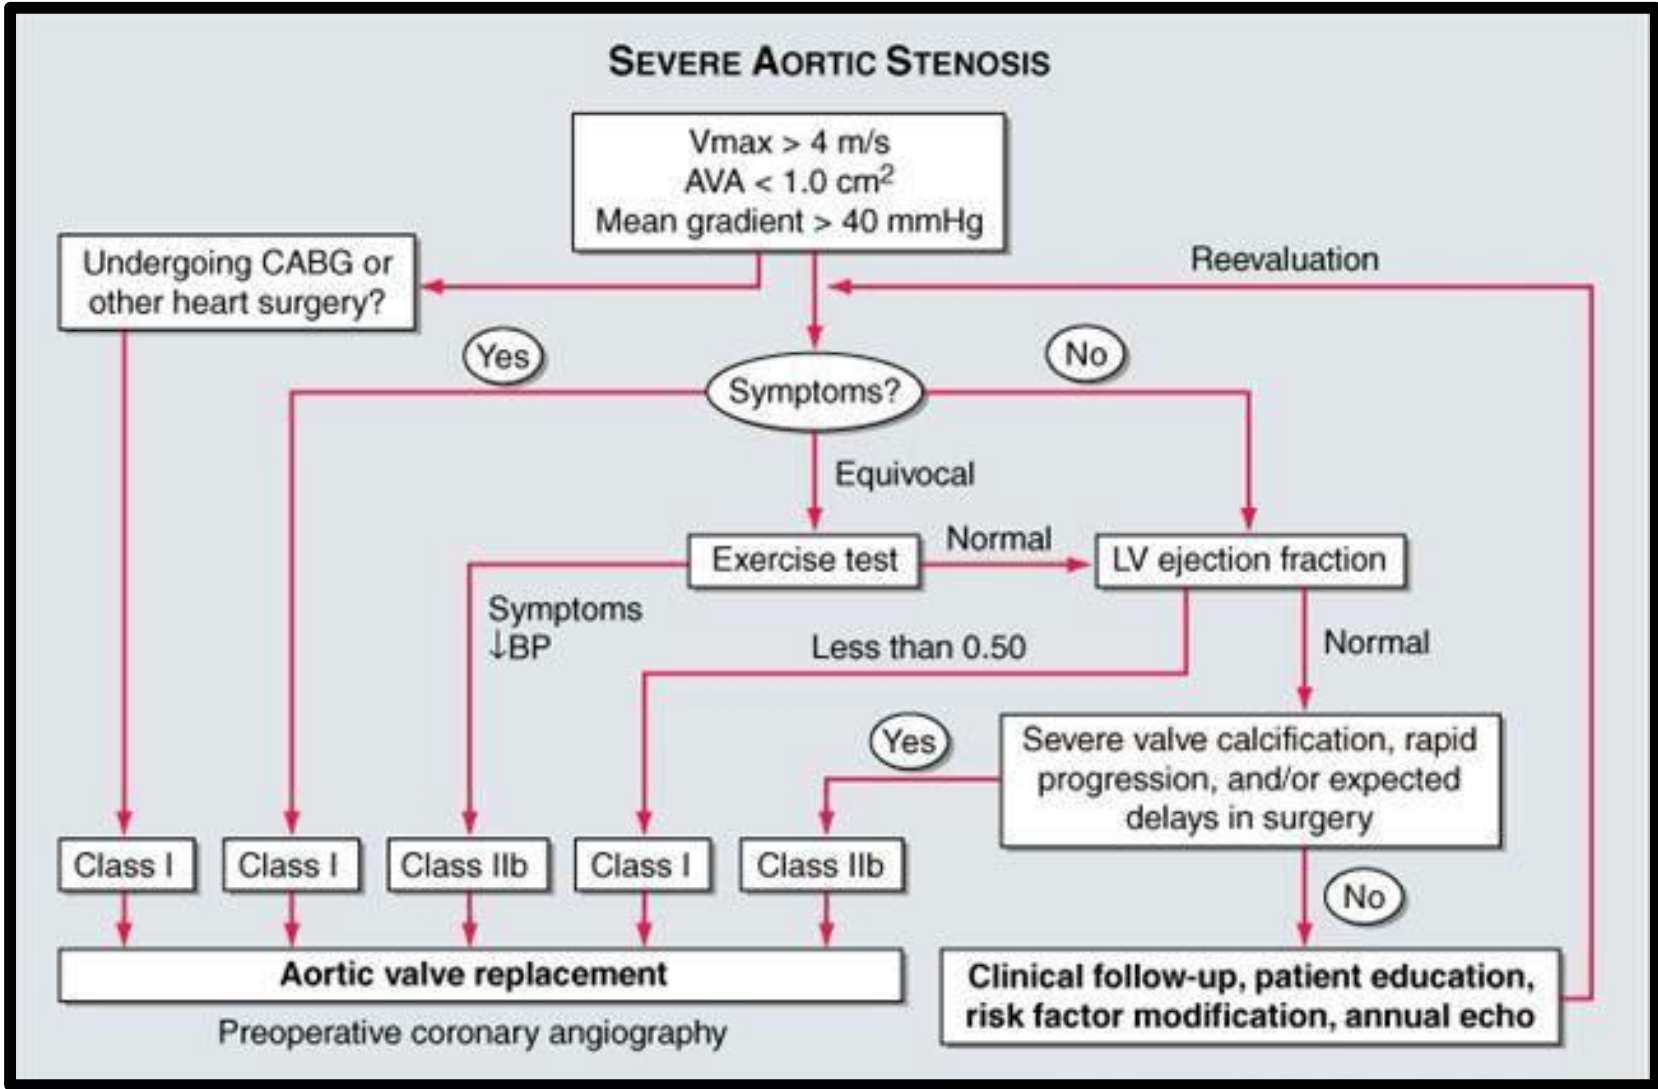 SEVERE AORTIC STENOSIS
Vmax > 4 m/s
AVA < 1.0 cm²
Mean gradient > 40 mmHg
Undergoing CABG or
other heart surgery?
Reevaluation
Yes
No
Symptoms?
Equivocal
Exercise test
Normal
LV ejection fraction
Symptoms
↓BP
Less than 0.50
Normal
Yes
Severe valve calcification, rapid
progression, and/or expected
delays in surgery
Class I
Class I
Class IIb
Class I
Class IIb
No
Aortic valve replacement
Clinical follow-up, patient education,
risk factor modification, annual echo
Preoperative coronary angiography